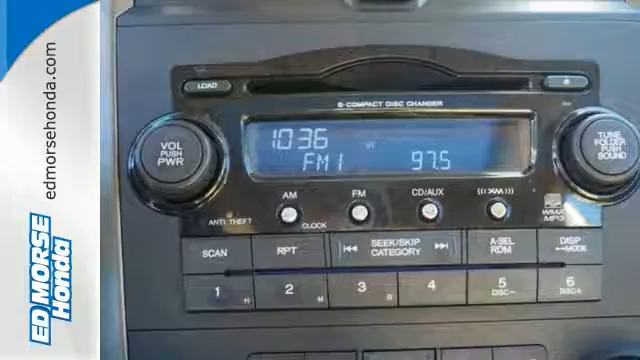 ED MORSE
Honda
edmorsehonda.com
LOAD
6-COMPACT DISC CHANGER
VOL
PUSH
PWR
10:36
ST
FM1 97.5
TUNE
FOLDER
PUSH
SOUND
AM FM CD/AUX ((XM))
ANTI THEFT
CLOCK
WMA
MP3
SCAN RPT SEEK/SKIP A.SEL DISP
CATEGORY RDM MODE
1 2 3 4 5 6
DISC- DISC+